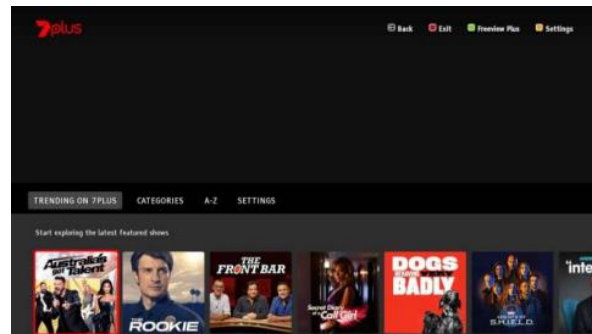 7plus
Back Exit Freeview Plus Settings
TRENDING ON 7PLUS CATEGORIES A-Z SETTINGS
Start exploring the latest featured shows
Australia's Got Talent
THE ROOKIE
THE FRONT BAR
Secret Diary of a Call Girl
DOGS
BADLY
S.H.I.E.L.D.